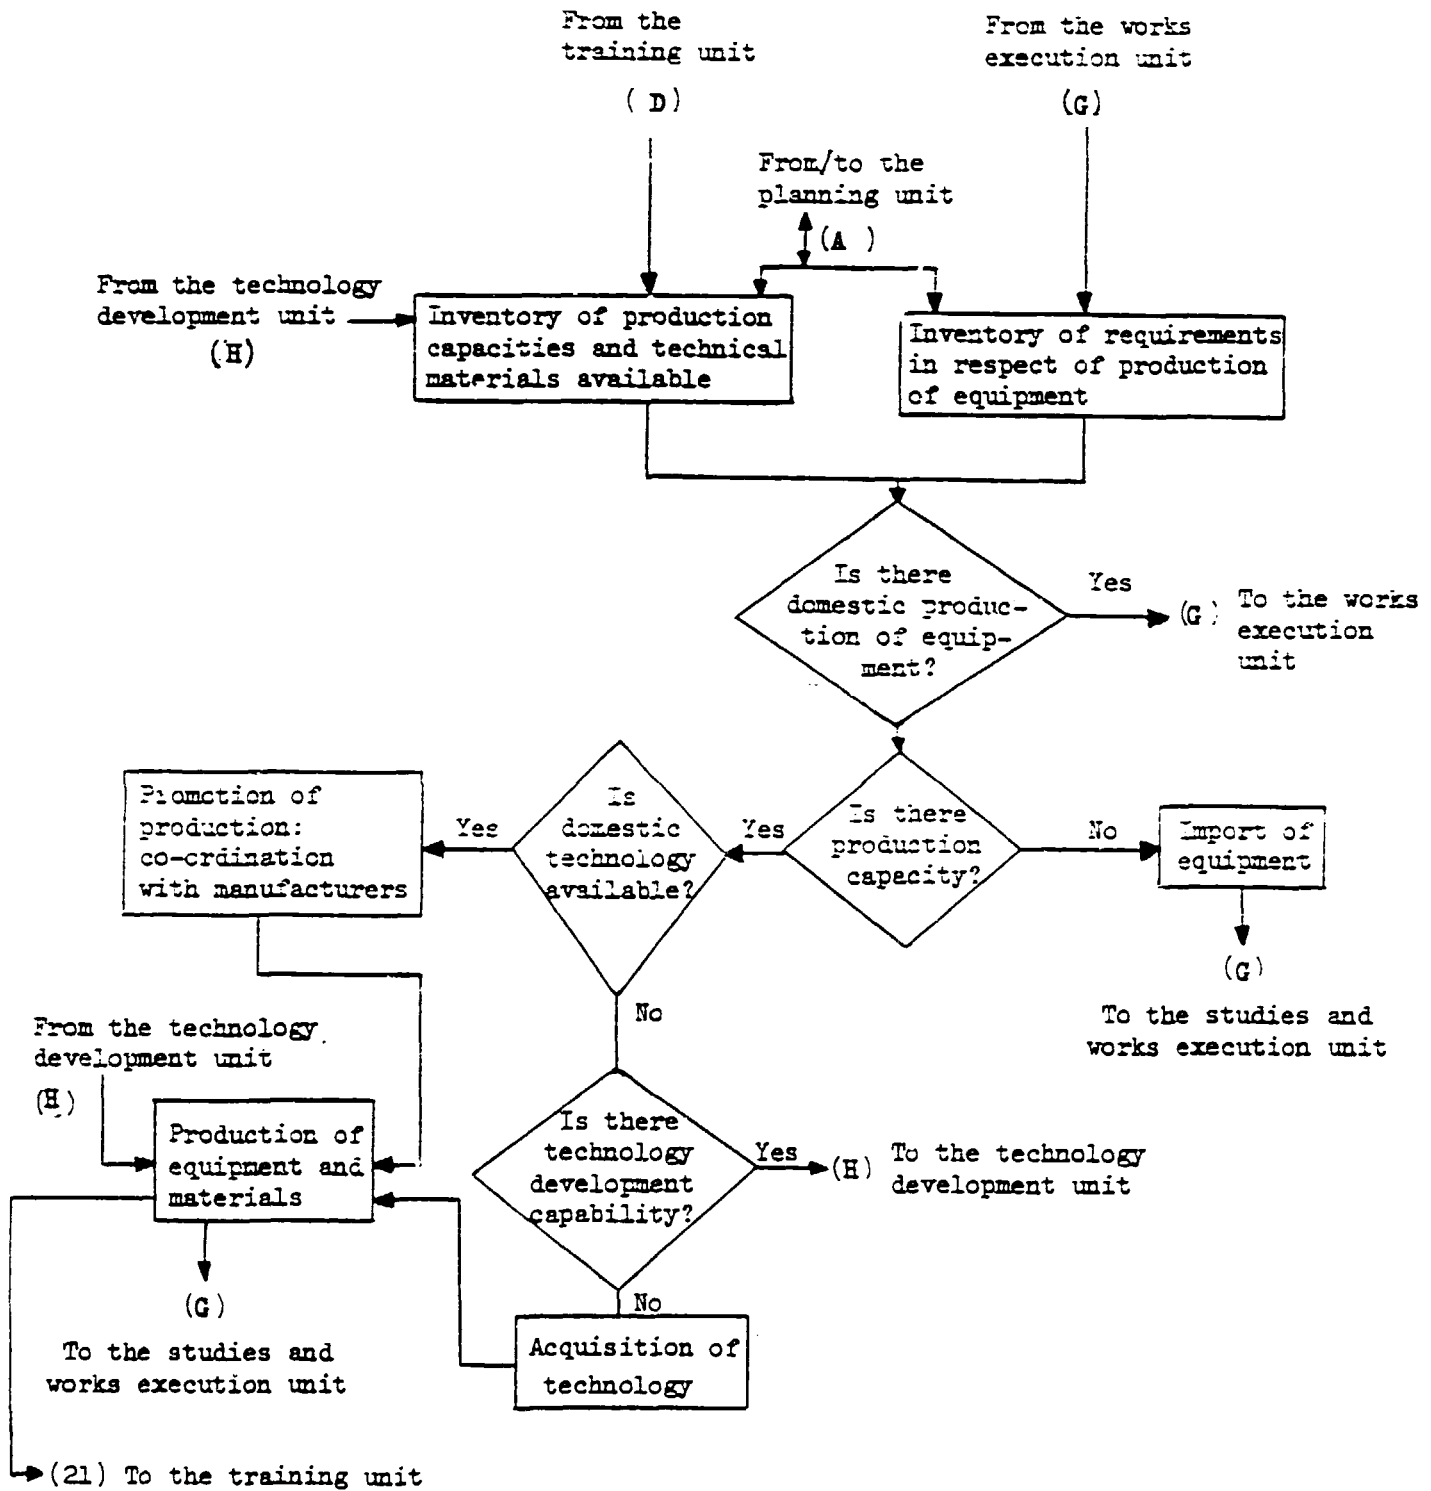 From the
training unit
( D )
From the works
execution unit
(G)
From/to the
planning unit
(A )
From the technology
development unit
(H)
Inventory of production
capacities and technical
materials available
Inventory of requirements
in respect of production
of equipment
Is there
domestic produc-
tion of equip-
ment?
Yes
(G)
To the works
execution
unit
Promotion of
production:
co-ordination
with manufacturers
Yes
Is
domestic
technology
available?
Yes
Is there
production
capacity?
No
Import of
equipment
(G)
To the studies and
works execution unit
No
From the technology
development unit
(H)
Production of
equipment and
materials
Is there
technology
development
capability?
Yes
(H)
To the technology
development unit
(G)
To the studies and
works execution unit
No
Acquisition of
technology
(21) To the training unit